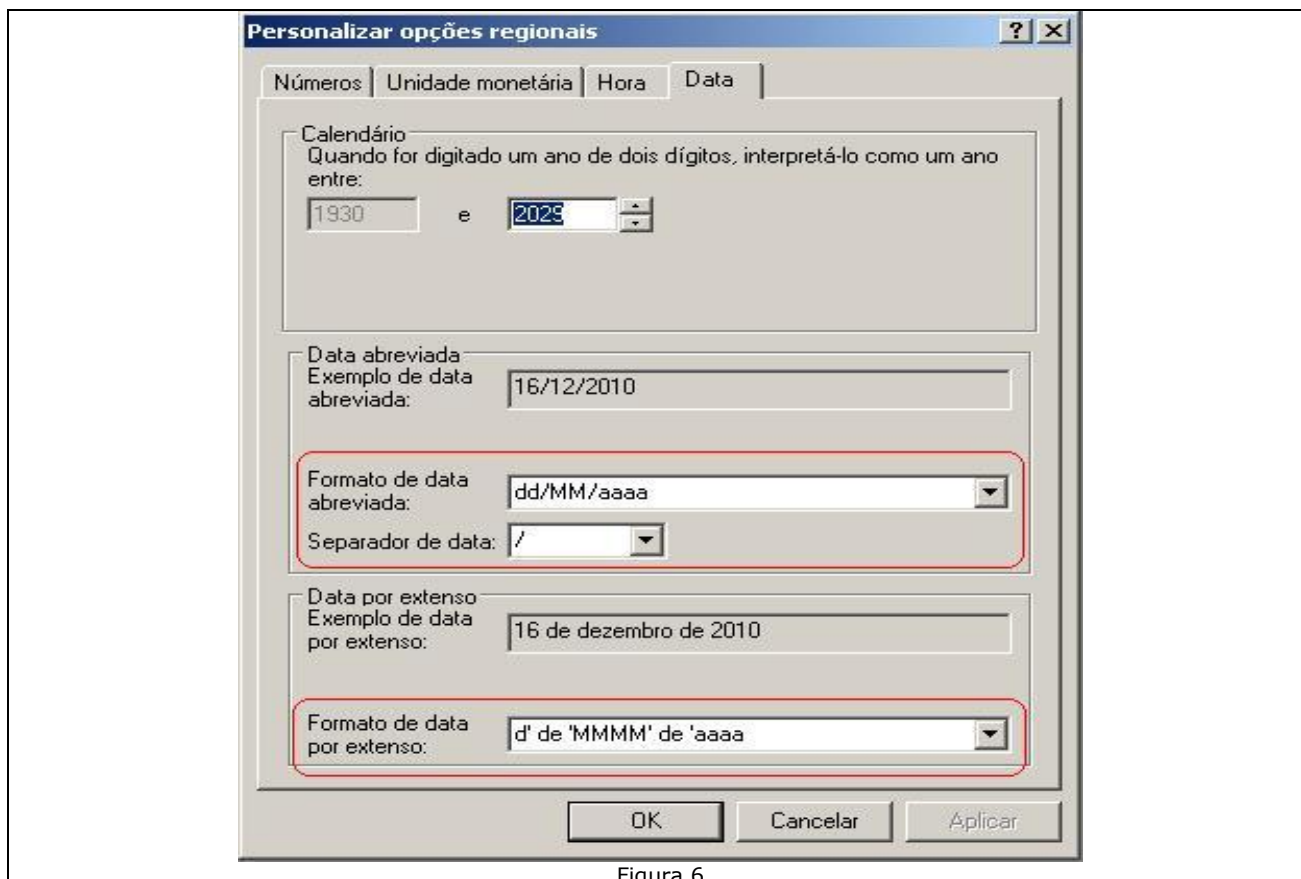 Personalizar opções regionais
Números
Unidade monetária
Hora
Data
Calendário
Quando for digitado um ano de dois dígitos, interpretá-lo como um ano
entre:
1930 e 2029
Data abreviada
Exemplo de data
abreviada:
16/12/2010
Formato de data
abreviada:
dd/MM/aaaa
Separador de data: /
Data por extenso
Exemplo de data
por extenso:
16 de dezembro de 2010
Formato de data
por extenso:
d' de 'MMMM' de 'aaaa
OK
Cancelar
Aplicar
Figura 6